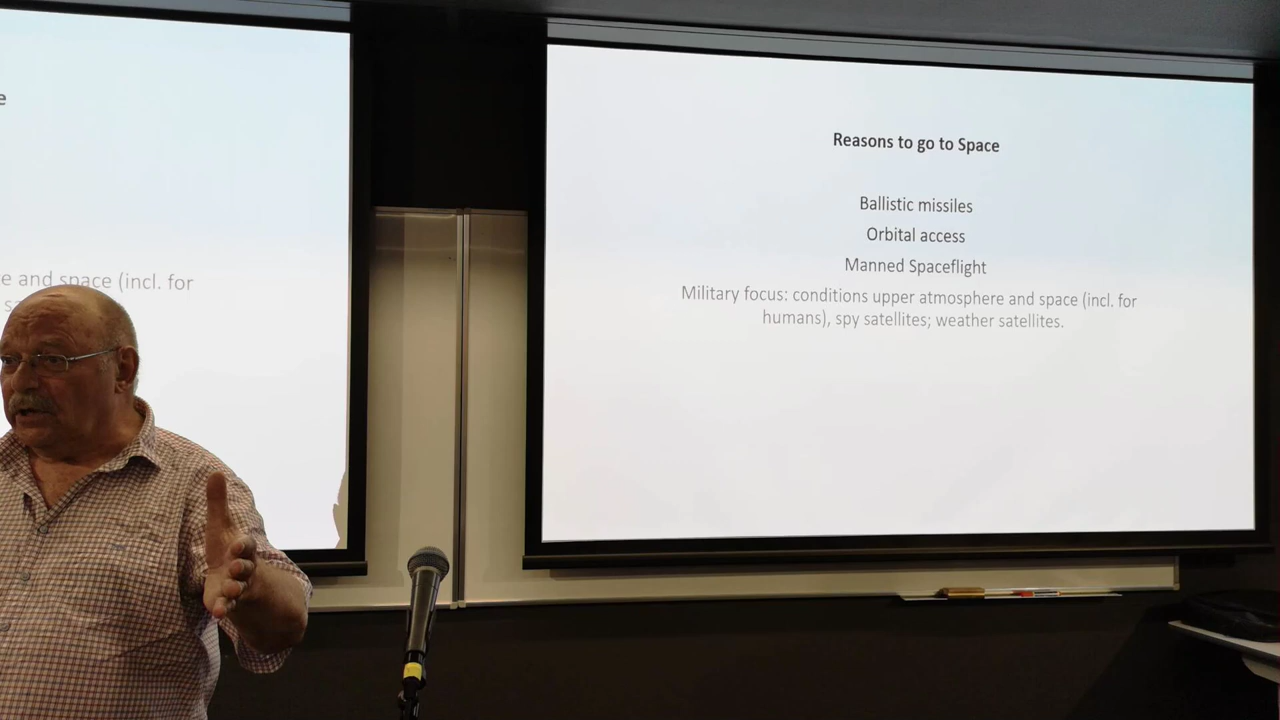 e
e and space (incl. for
s
Reasons to go to Space
Ballistic missiles
Orbital access
Manned Spaceflight
Military focus: conditions upper atmosphere and space (incl. for
humans), spy satellites; weather satellites.